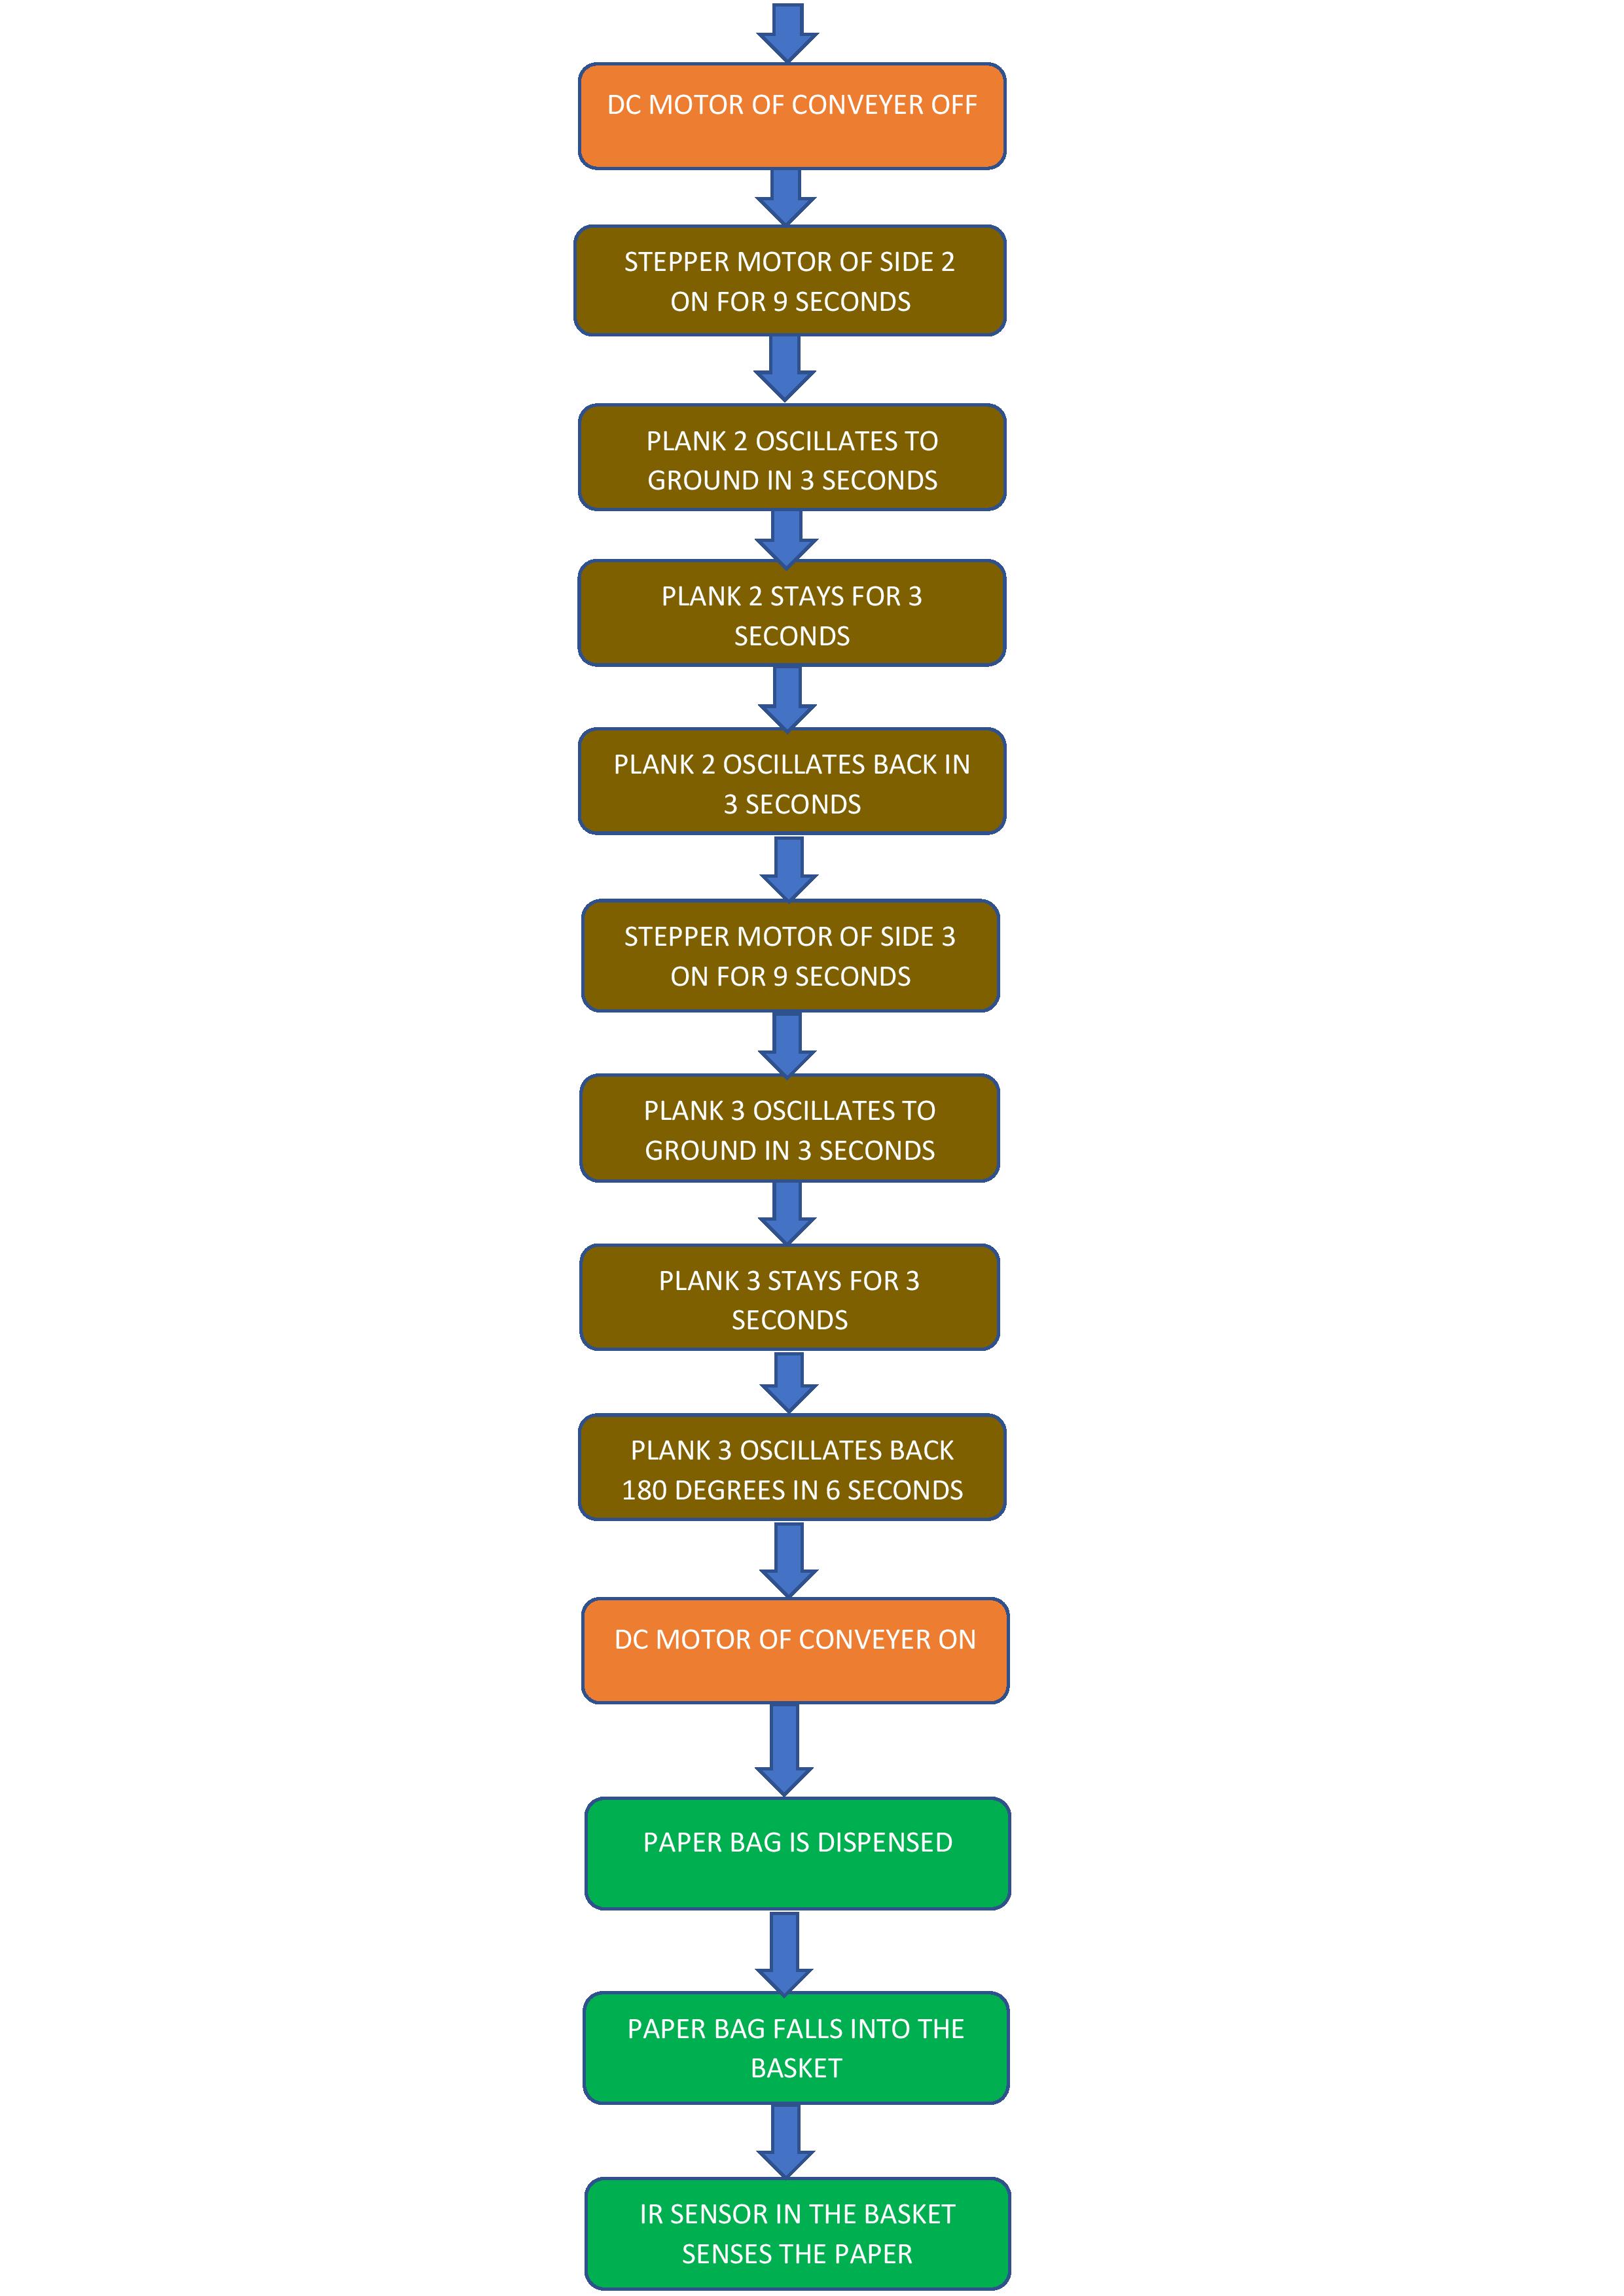 DC MOTOR OF CONVEYER OFF
STEPPER MOTOR OF SIDE 2
ON FOR 9 SECONDS
PLANK 2 OSCILLATES TO
GROUND IN 3 SECONDS
PLANK 2 STAYS FOR 3
SECONDS
PLANK 2 OSCILLATES BACK IN
3 SECONDS
STEPPER MOTOR OF SIDE 3
ON FOR 9 SECONDS
PLANK 3 OSCILLATES TO
GROUND IN 3 SECONDS
PLANK 3 STAYS FOR 3
SECONDS
PLANK 3 OSCILLATES BACK
180 DEGREES IN 6 SECONDS
DC MOTOR OF CONVEYER ON
PAPER BAG IS DISPENSED
PAPER BAG FALLS INTO THE
BASKET
IR SENSOR IN THE BASKET
SENSES THE PAPER